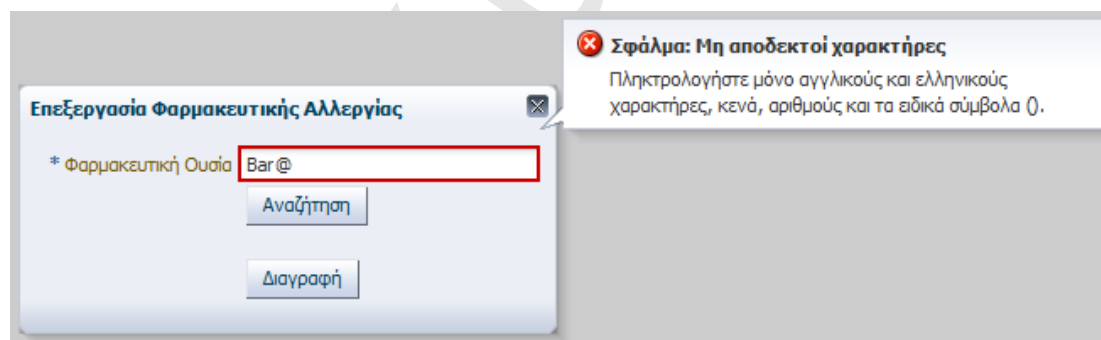 Σφάλμα: Μη αποδεκτοί χαρακτήρες
Πληκτρολογήστε μόνο αγγλικούς και ελληνικούς
χαρακτήρες, κενά, αριθμούς και τα ειδικά σύμβολα ().
Επεξεργασία Φαρμακευτικής Αλλεργίας
* Φαρμακευτική Ουσία Bar@
Αναζήτηση
Διαγραφή